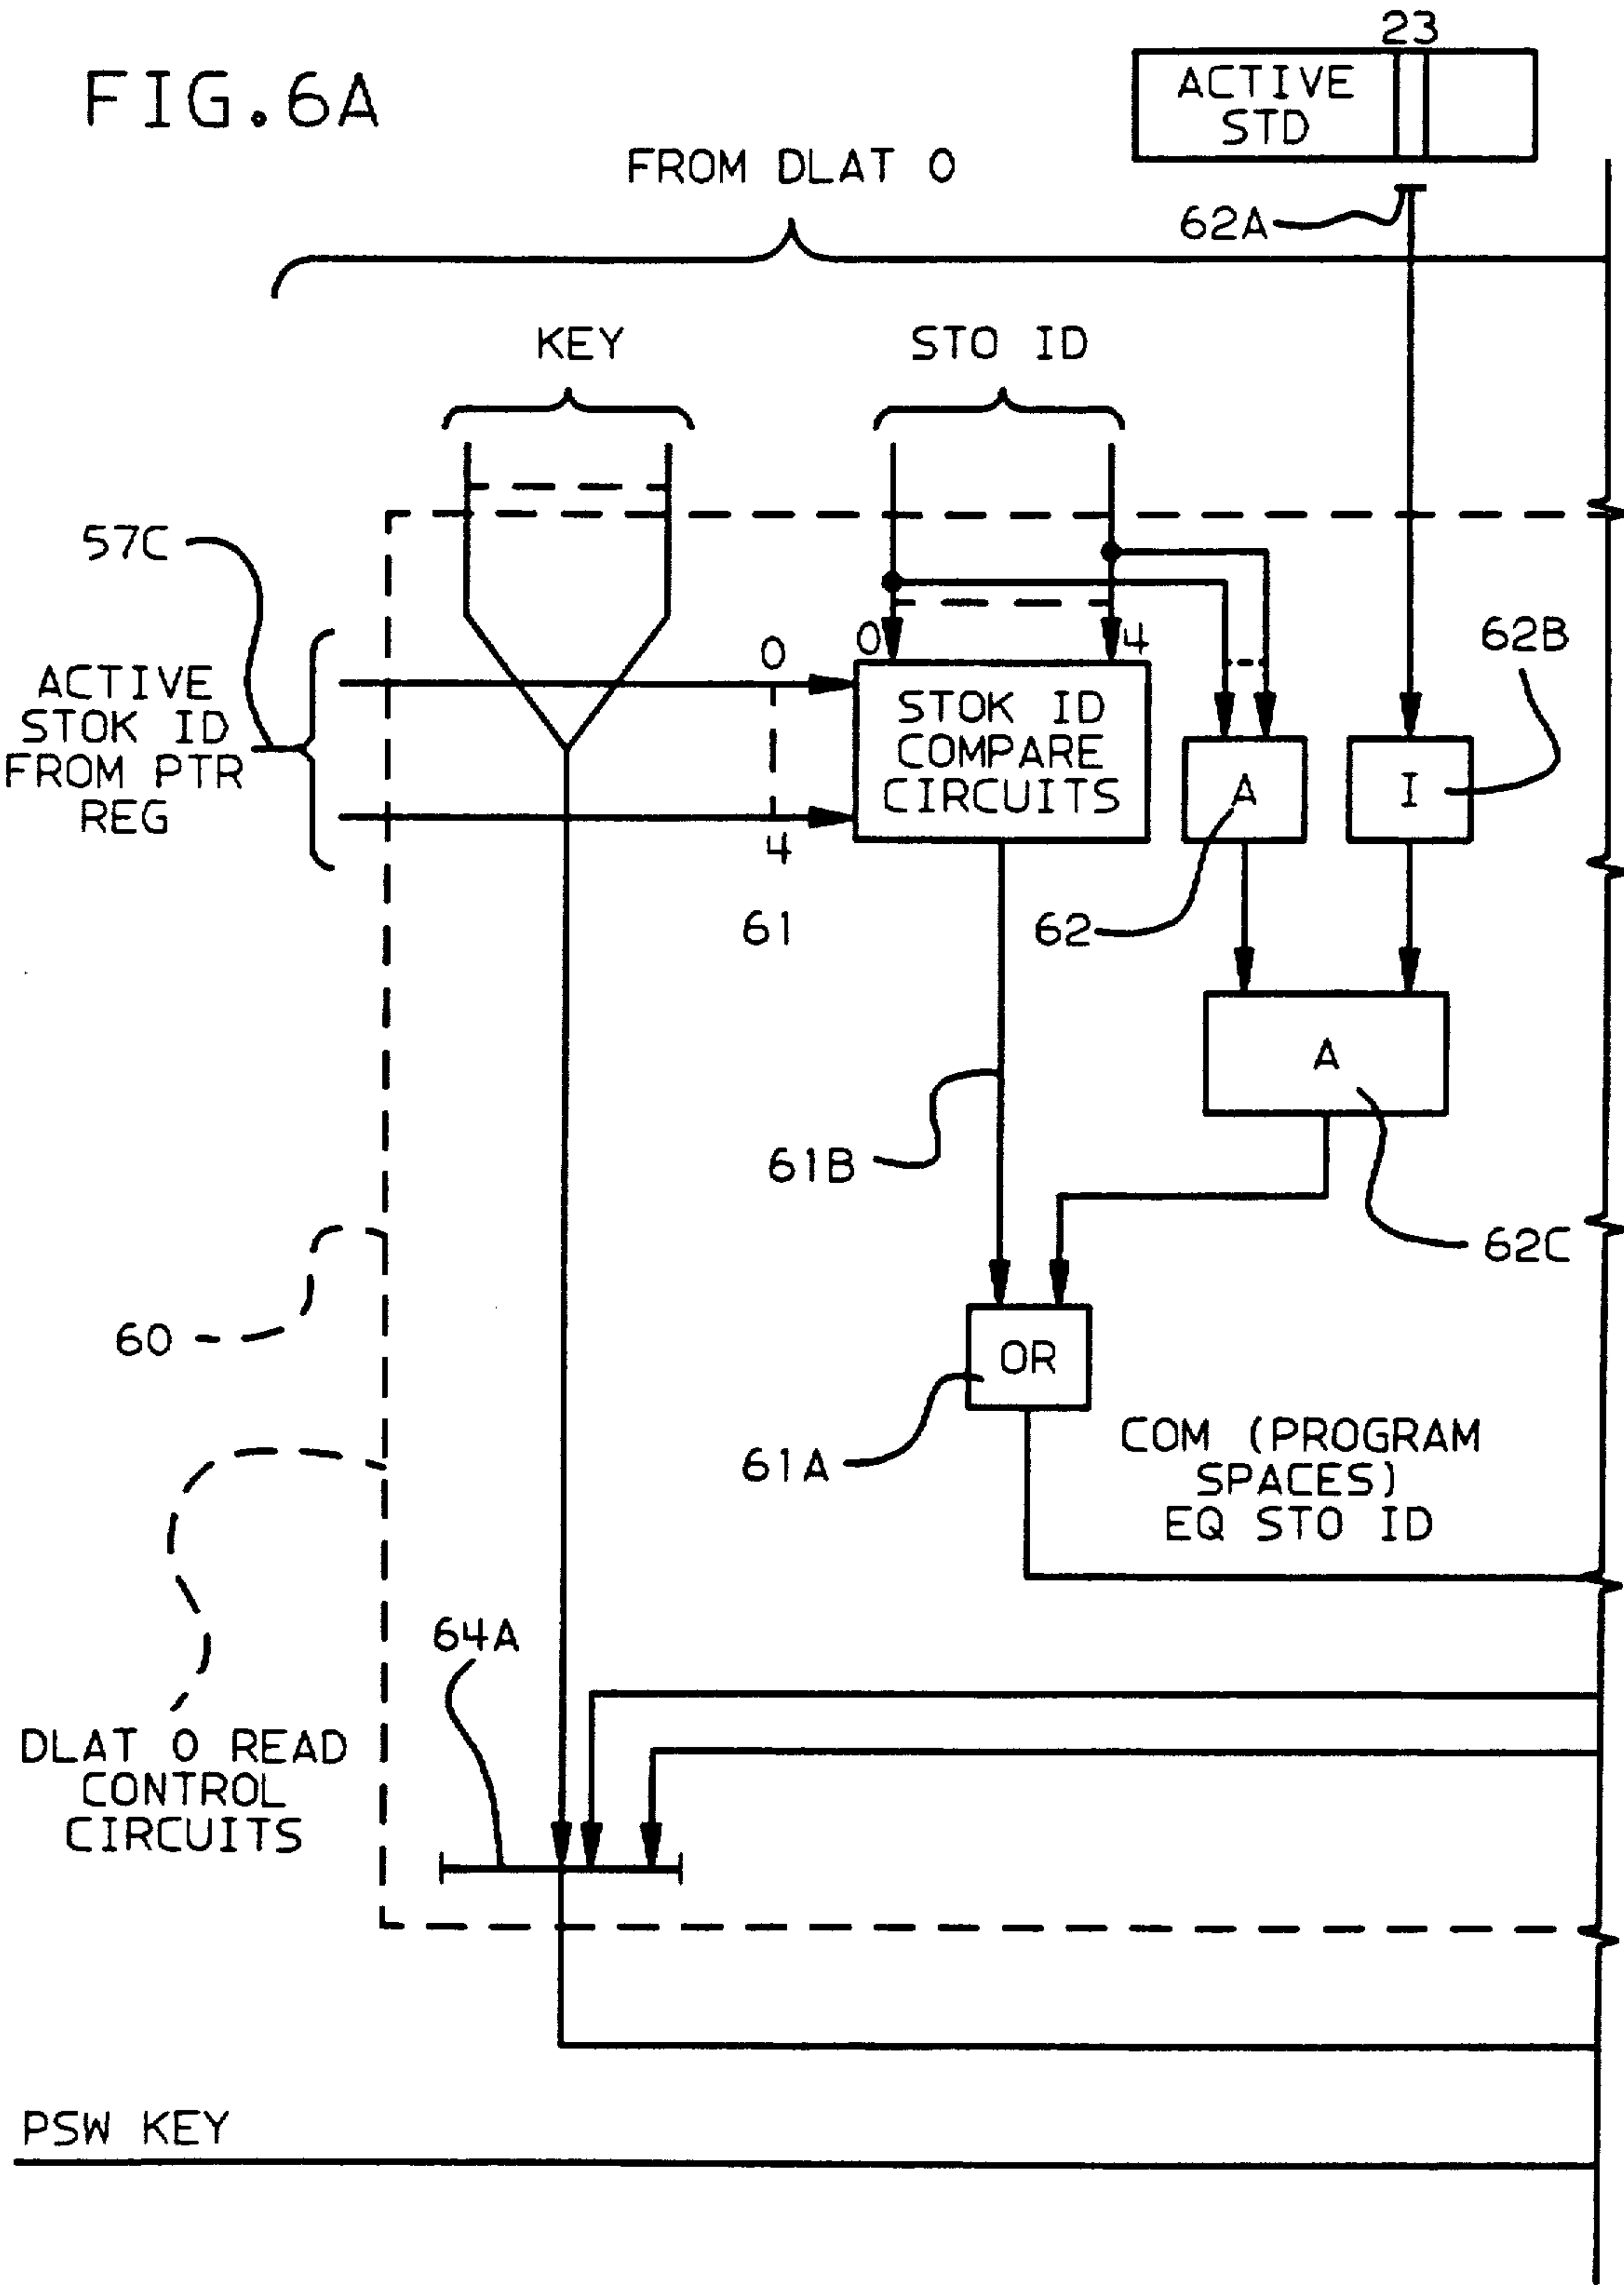 FIG.6A
23
ACTIVE
STD
FROM DLAT 0
62A
KEY
STO ID
57C
0
4
62B
ACTIVE
STOK ID
FROM PTR
REG
0
4
STOK ID
COMPARE
CIRCUITS
A
I
61
62
A
61B
62C
60
OR
61A
COM (PROGRAM
SPACES)
EQ STO ID
64A
DLAT 0 READ
CONTROL
CIRCUITS
PSW KEY